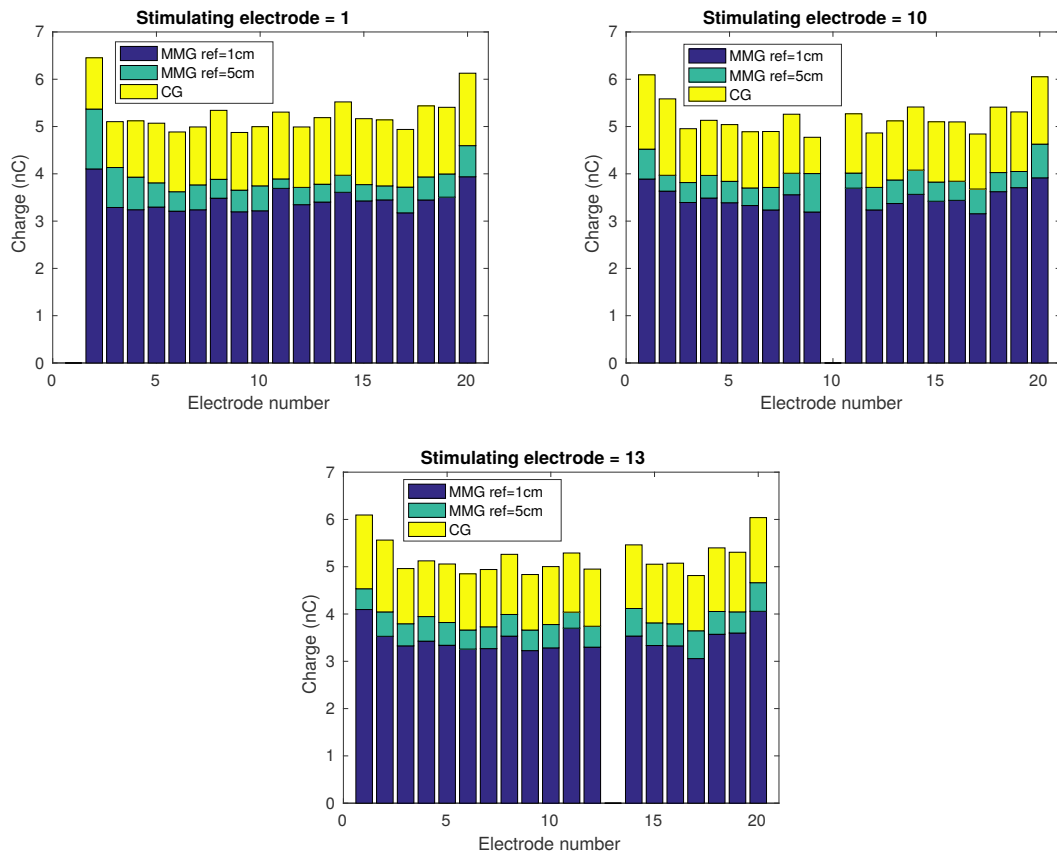 Stimulating electrode = 1
7
6
5
4
3
2
1
0
Charge (nC)
MMG ref=1cm
MMG ref=5cm
CG
0 5 10 15 20
Electrode number
Stimulating electrode = 10
7
6
5
4
3
2
1
0
Charge (nC)
MMG ref=1cm
MMG ref=5cm
CG
0 5 10 15 20
Electrode number
Stimulating electrode = 13
7
6
5
4
3
2
1
0
Charge (nC)
MMG ref=1cm
MMG ref=5cm
CG
0 5 10 15 20
Electrode number